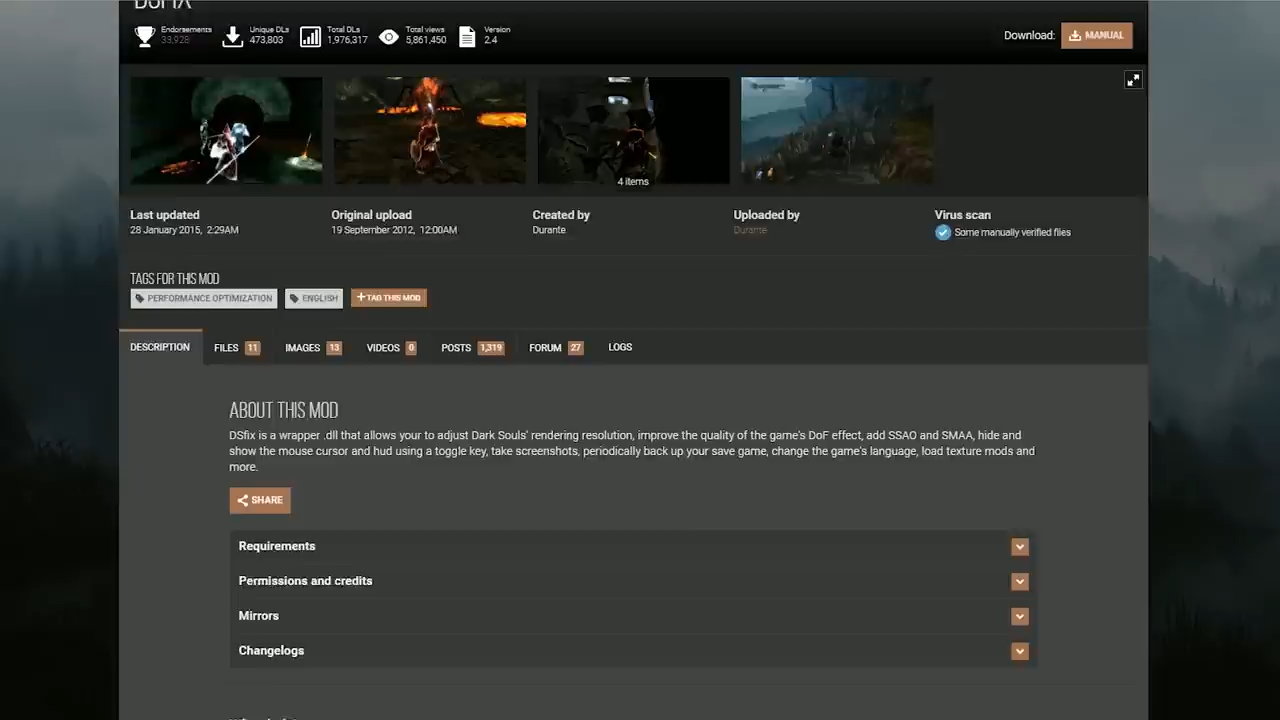 DSFIX
Endorsements
33,928
Unique DLs
473,803
Total DLs
1,976,317
Total views
5,861,450
Version
2.4
Download:
MANUAL
4 items
Last updated
28 January 2015, 2:29AM
Original upload
19 September 2012, 12:00AM
Created by
Durante
Uploaded by
Durante
Virus scan
Some manually verified files
TAGS FOR THIS MOD
PERFORMANCE OPTIMIZATION
ENGLISH
+ TAG THIS MOD
DESCRIPTION
FILES 11
IMAGES 13
VIDEOS 0
POSTS 1,319
FORUM 27
LOGS
ABOUT THIS MOD
DSfix is a wrapper .dll that allows your to adjust Dark Souls' rendering resolution, improve the quality of the game's DoF effect, add SSAO and SMAA, hide and
show the mouse cursor and hud using a toggle key, take screenshots, periodically back up your save game, change the game's language, load texture mods and
more.
SHARE
Requirements
Permissions and credits
Mirrors
Changelogs